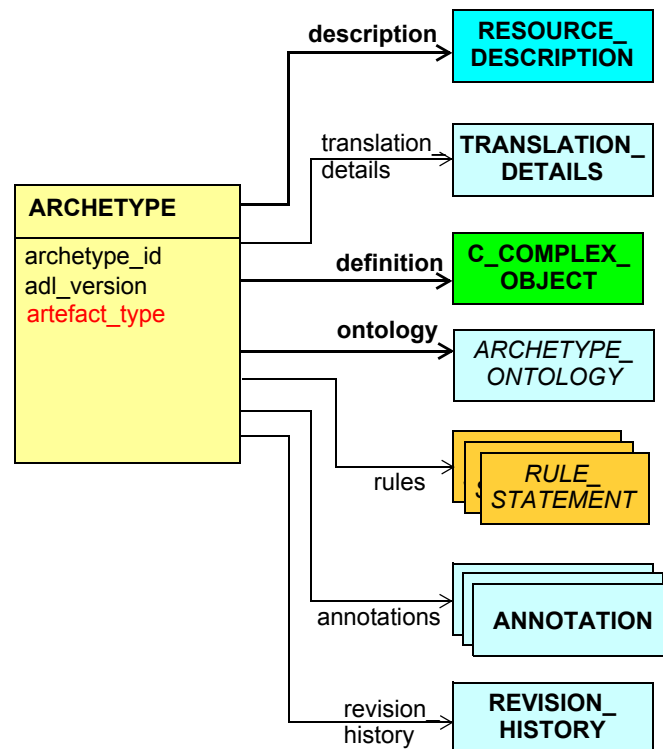 description
RESOURCE_
DESCRIPTION
translation_
details
TRANSLATION_
DETAILS
ARCHETYPE
archetype_id
adl_version
artefact_type
definition
C_COMPLEX_
OBJECT
ontology
ARCHETYPE_
ONTOLOGY
rules
RULE_
STATEMENT
annotations
ANNOTATION
revision_
history
REVISION_
HISTORY